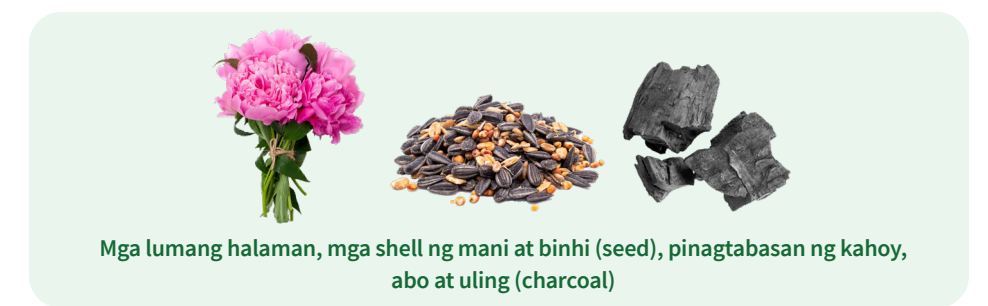 Mga lumang halaman, mga shell ng mani at binhi (seed), pinagtabasan ng kahoy,
abo at uling (charcoal)